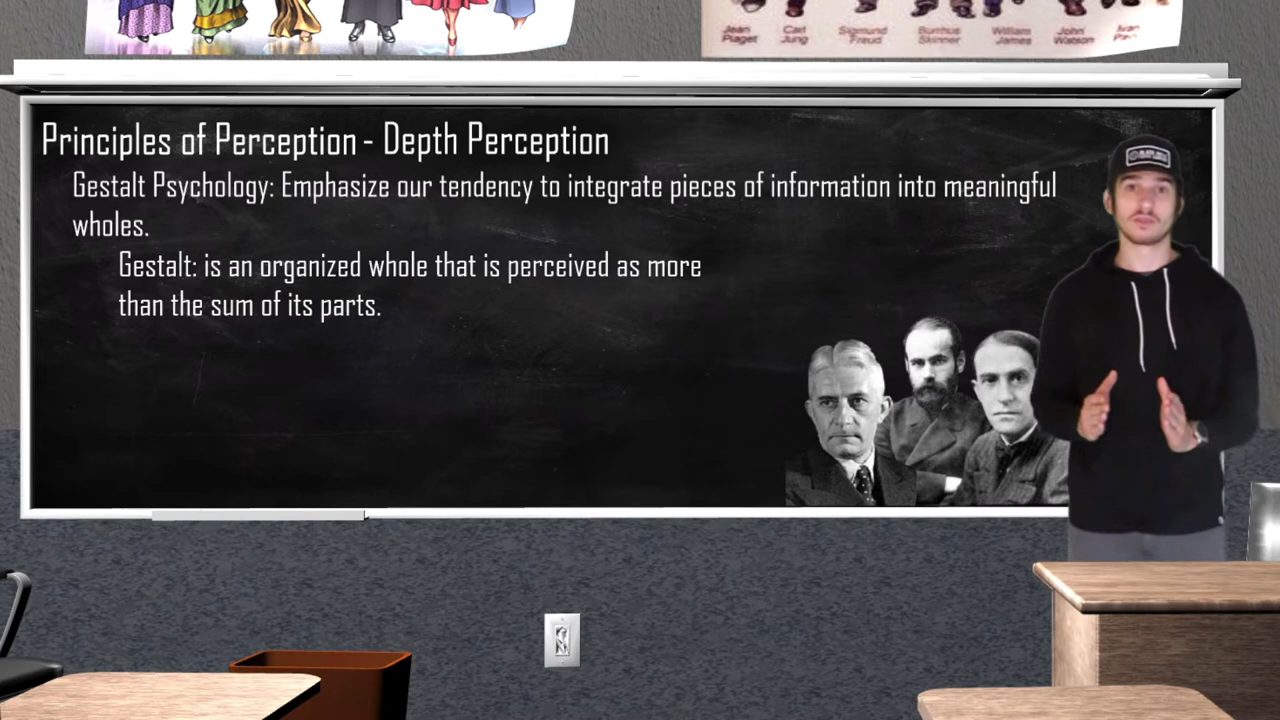 Jean Carl Sigmund Burrhus William John Ivan
Piaget Jung Freud Skinner James Watson
Principles of Perception - Depth Perception
Gestalt Psychology: Emphasize our tendency to integrate pieces of information into meaningful
wholes.
Gestalt: is an organized whole that is perceived as more
than the sum of its parts.